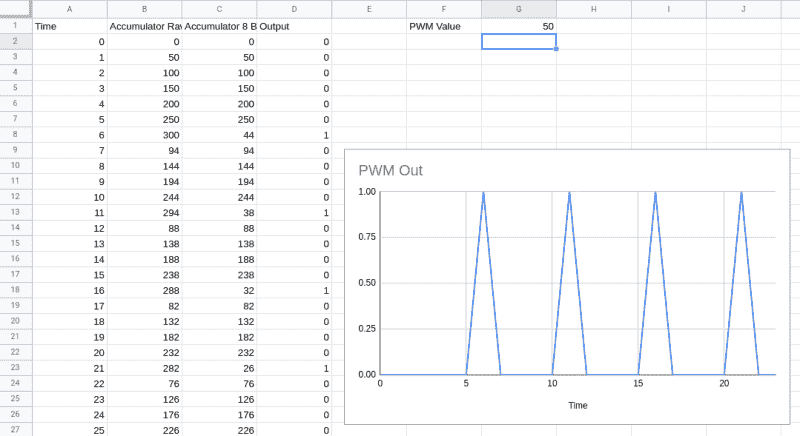 A B C D E F G H I J
1 Time Accumulator Ra Accumulator 8 B Output PWM Value 50
2 0 0 0 0
3 1 50 50 0
4 2 100 100 0
5 3 150 150 0
6 4 200 200 0
7 5 250 250 0
8 6 300 44 1
9 7 94 94 0
10 8 144 144 0
11 9 194 194 0
12 10 244 244 0
13 11 294 38 1
14 12 88 88 0
15 13 138 138 0
16 14 188 188 0
17 15 238 238 0
18 16 288 32 1
19 17 82 82 0
20 18 132 132 0
21 19 182 182 0
22 20 232 232 0
23 21 282 26 1
24 22 76 76 0
25 23 126 126 0
26 24 176 176 0
27 25 226 226 0
PWM Out
1.00
0.75
0.50
0.25
0.00
0 5 10 15 20
Time